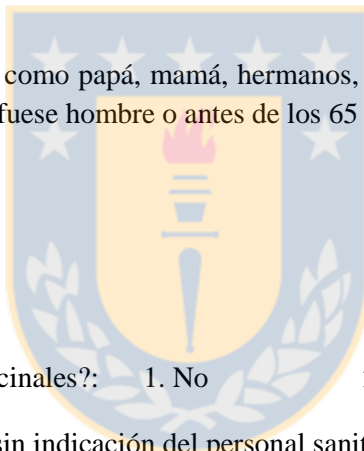 como papá, mamá, hermanos,
fuese hombre o antes de los 65
cinales?: 1. No
sin indicación del personal sanit